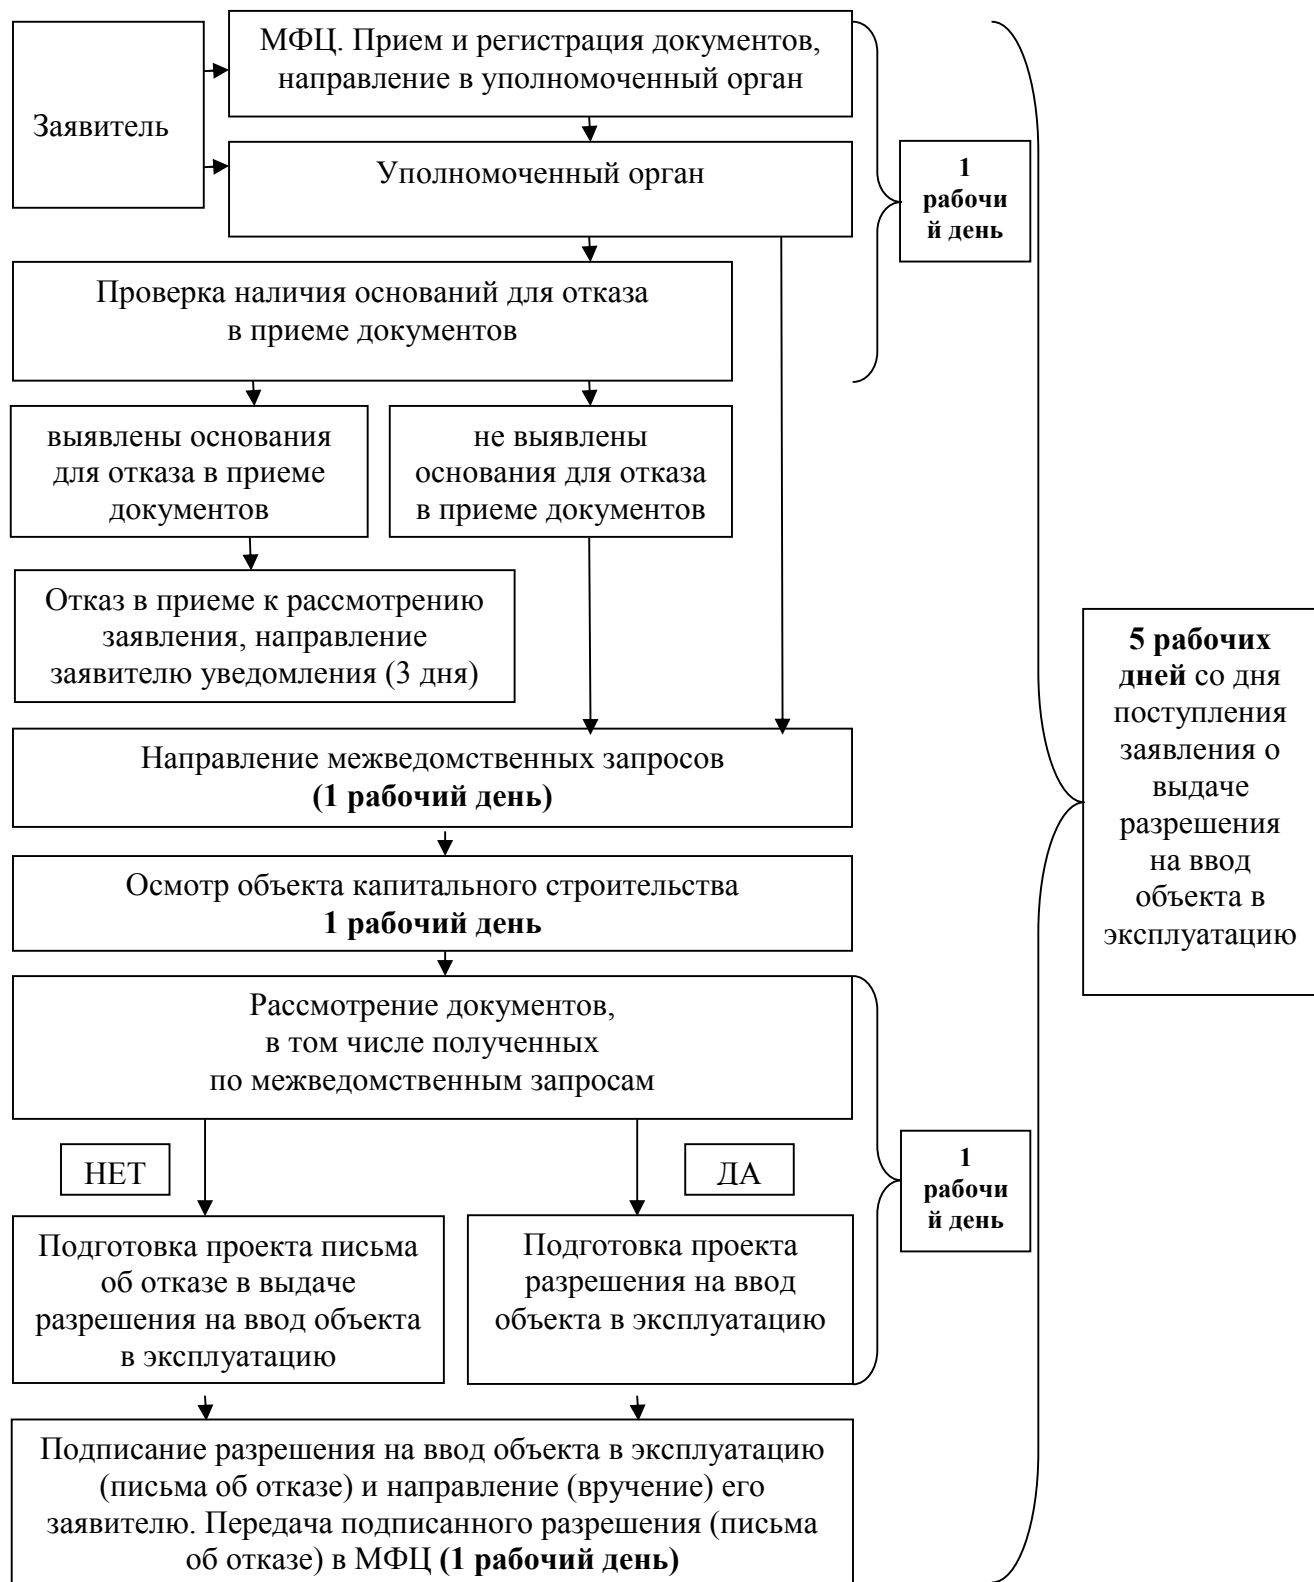 МФЦ. Прием и регистрация документов,
направление в уполномоченный орган
Заявитель
Уполномоченный орган
1
рабочи
й день
Проверка наличия оснований для отказа
в приеме документов
выявлены основания
для отказа в приеме
документов
не выявлены
основания для отказа
в приеме документов
Отказ в приеме к рассмотрению
заявления, направление
заявителю уведомления (3 дня)
5 рабочих
дней со дня
поступления
заявления о
выдаче
разрешения
на ввод
объекта в
эксплуатацию
Направление межведомственных запросов
(1 рабочий день)
Осмотр объекта капитального строительства
1 рабочий день
Рассмотрение документов,
в том числе полученных
по межведомственным запросам
НЕТ
ДА
1
рабочи
й день
Подготовка проекта письма
об отказе в выдаче
разрешения на ввод объекта
в эксплуатацию
Подготовка проекта
разрешения на ввод
объекта в эксплуатацию
Подписание разрешения на ввод объекта в эксплуатацию
(письма об отказе) и направление (вручение) его
заявителю. Передача подписанного разрешения (письма
об отказе) в МФЦ (1 рабочий день)